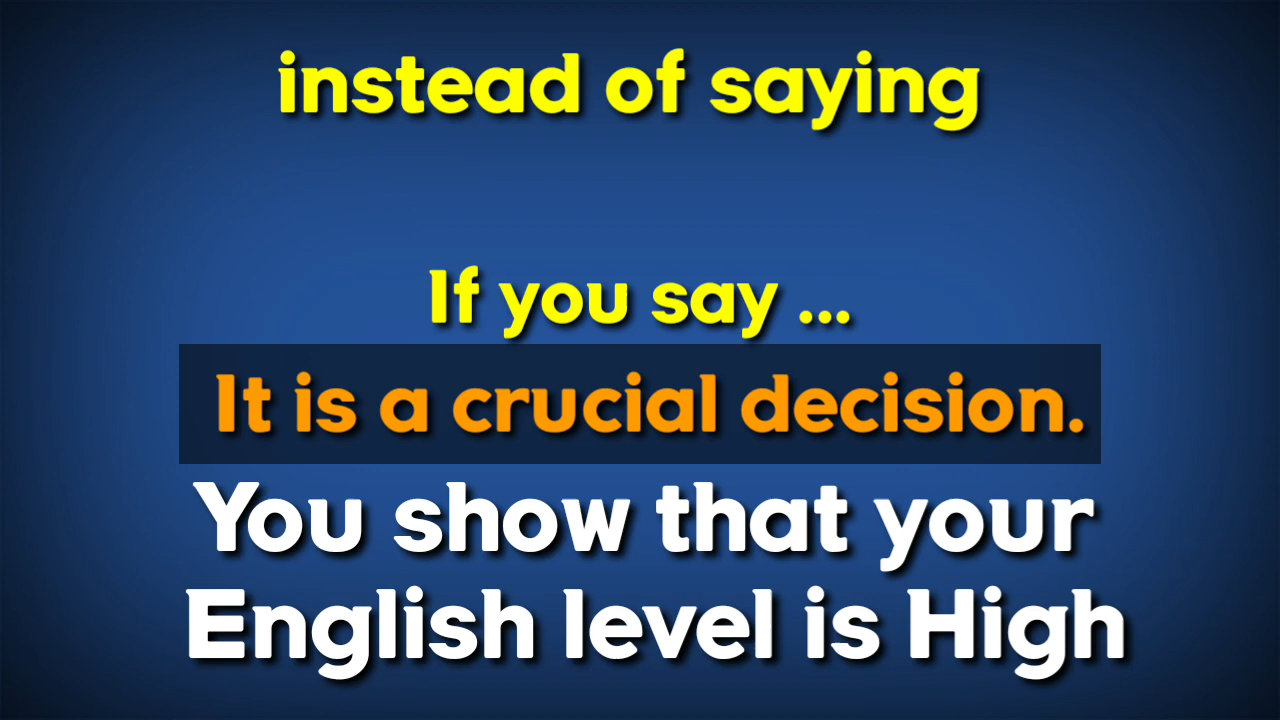 instead of saying
If you say ...
It is a crucial decision.
You show that your
English level is High